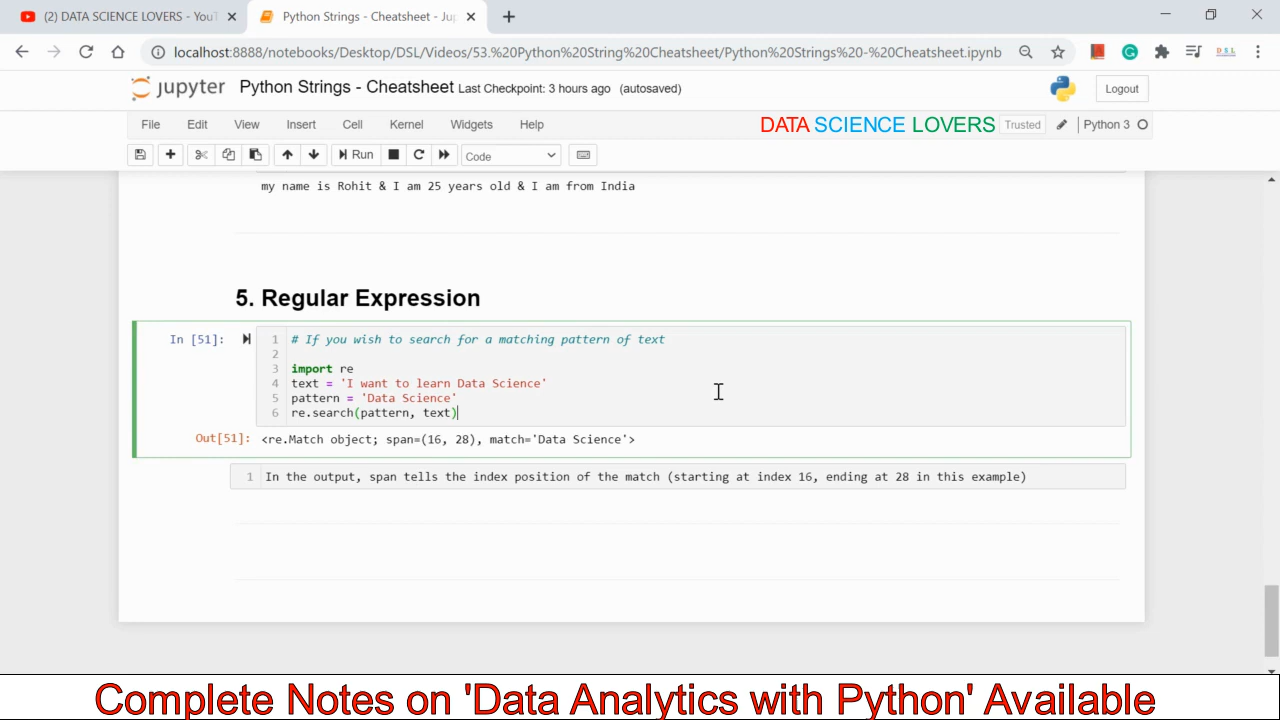 (2) DATA SCIENCE LOVERS - YouT
Python Strings - Cheatsheet - Jup
localhost:8888/notebooks/Desktop/DSL/Videos/53.%20Python%20String%20Cheatsheet/Python%20Strings%20-%20Cheatsheet.ipynb
jupyter Python Strings - Cheatsheet Last Checkpoint: 3 hours ago (autosaved)
Logout
File Edit View Insert Cell Kernel Widgets Help
DATA SCIENCE LOVERS
Trusted
Python 3
Run
Code
my name is Rohit & I am 25 years old & I am from India
5. Regular Expression
In [51]:
1 # If you wish to search for a matching pattern of text
2
3 import re
4 text = 'I want to learn Data Science'
5 pattern = 'Data Science'
6 re.search(pattern, text)
Out[51]: <re.Match object; span=(16, 28), match='Data Science'>
1 In the output, span tells the index position of the match (starting at index 16, ending at 28 in this example)
Complete Notes on 'Data Analytics with Python' Available